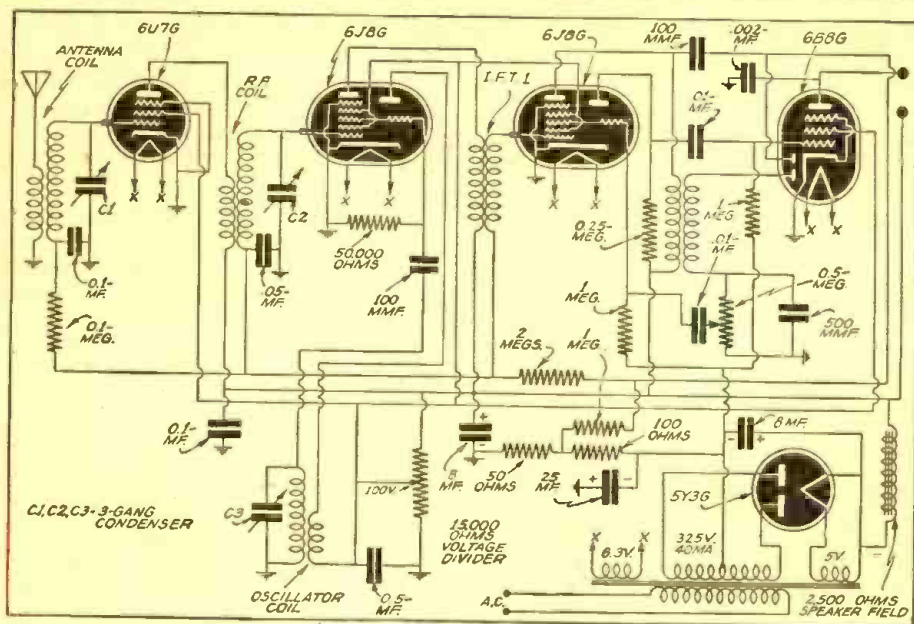 6U7G
ANTENNA
COIL
6J8G
R.F.
COIL
I.F.T. 1
6J8G
100
MMF.
.002-
MF.
6B8G
C1
C2
0.1-
MF.
0.1-
MEG.
.05-
MF.
50,000
OHMS
100
MMF.
.01-
MF.
0.25-
MEG.
1
MEG
.01-
MF.
0.5-
MEG.
500
MMF.
1
MEG.
2
MEGS.
1
MEG.
0.1-
MF.
100V.
8
MF.
50
OHMS
100
OHMS
25
MF.
8 MF.
5Y3G
C1, C2, C3 - 3-GANG
CONDENSER
C3
OSCILLATOR
COIL
0.5-
MF.
15,000
OHMS
VOLTAGE
DIVIDER
X
6.3V.
X
325V.
40MA
5V.
A.C.
2,500 OHMS
SPEAKER FIELD
X X
X X
X X
X X
+
-
+ -
- +